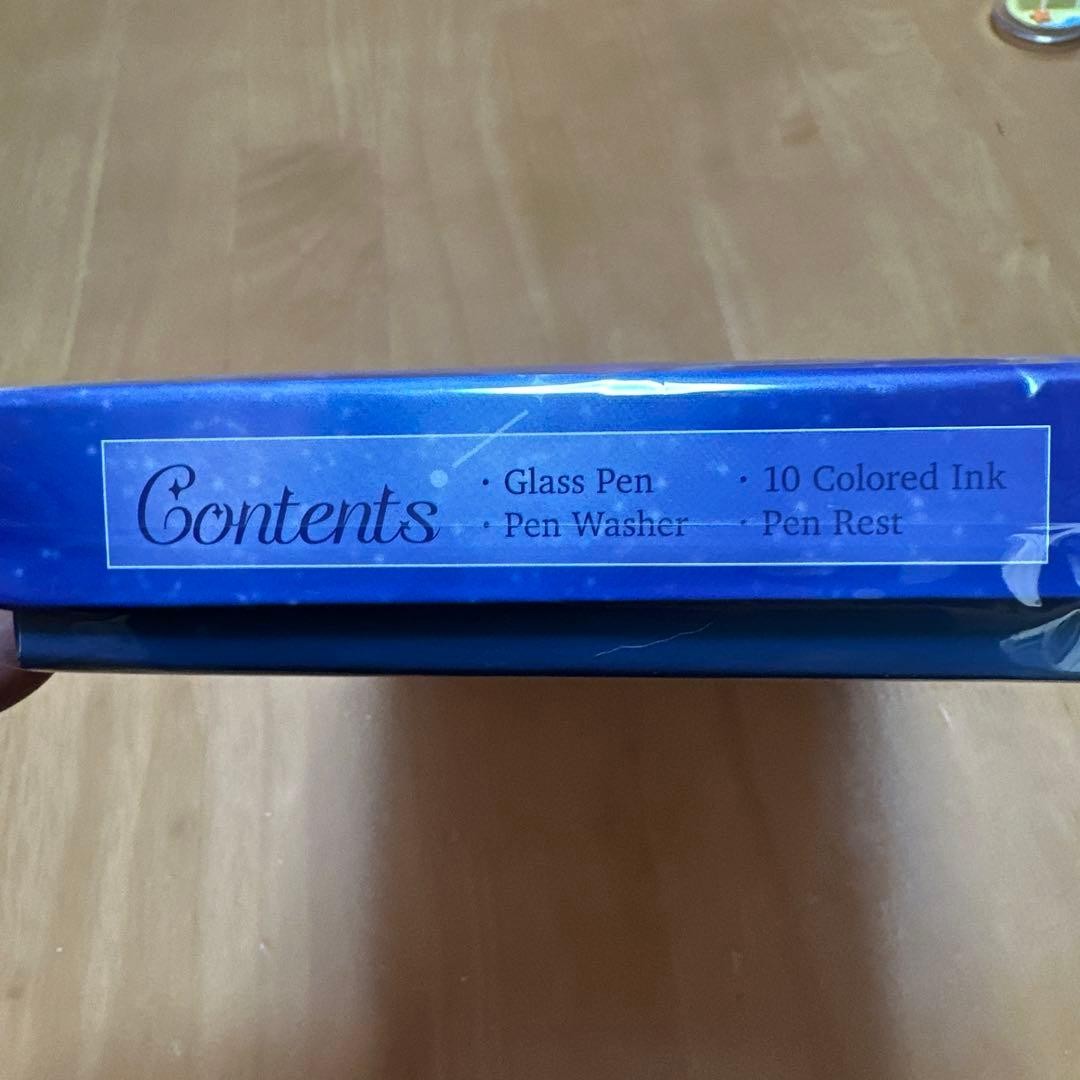 Contents
· Glass Pen
· Pen Washer
· 10 Colored Ink
· Pen Rest